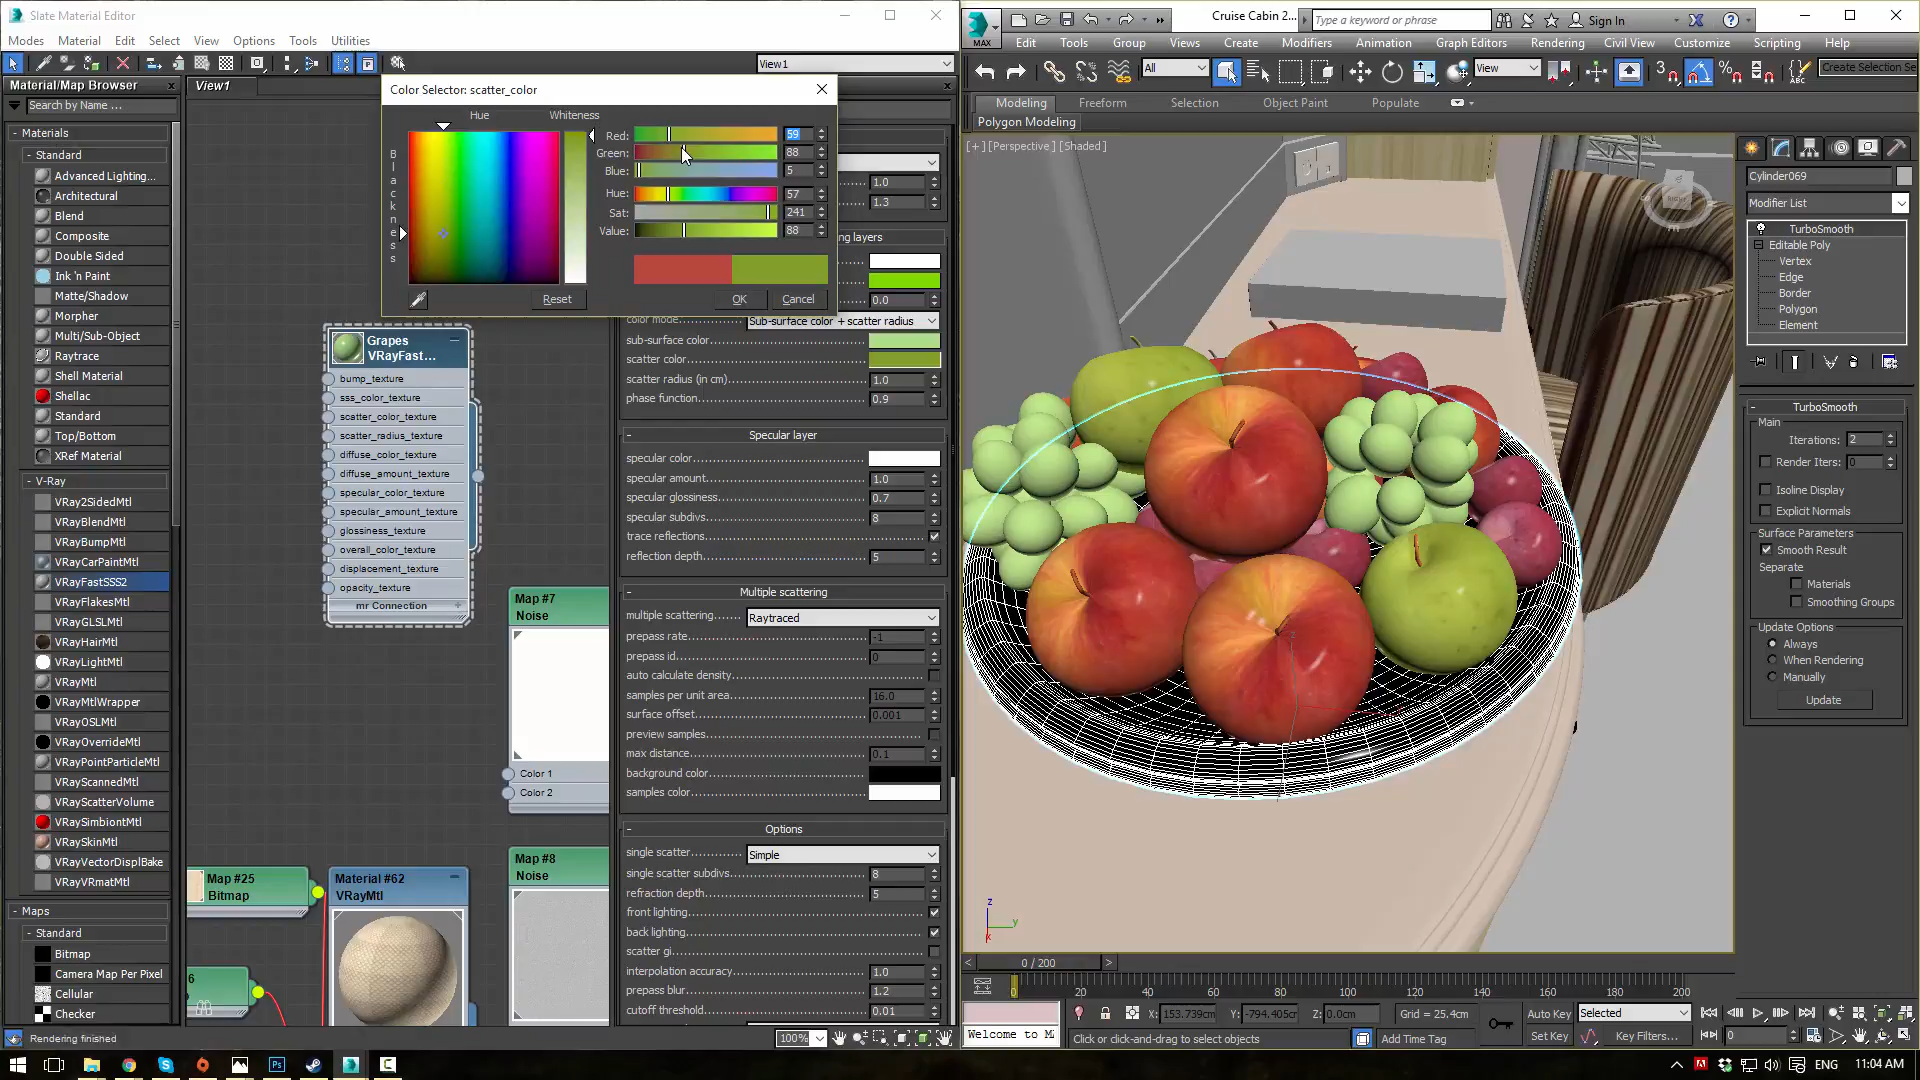 Slate Material Editor
Modes Material Edit Select View Options Tools Utilities
View1
Material/Map Browser
Search by Name ...
Materials
Standard
Advanced Lighting...
Architectural
Blend
Composite
Double Sided
Ink 'n Paint
Matte/Shadow
Morpher
Multi/Sub-Object
Raytrace
Shell Material
Shellac
Standard
Top/Bottom
XRef Material
V-Ray
VRay2SidedMtl
VRayBlendMtl
VRayBumpMtl
VRayCarPaintMtl
VRayFastSSS2
VRayFlakesMtl
VRayGLSLMtl
VRayHairMtl
VRayLightMtl
VRayMtl
VRayMtlWrapper
VRayOSLMtl
VRayOverrideMtl
VRayPointParticleMtl
VRayScannedMtl
VRayScatterVolume
VRaySimbiontMtl
VRaySkinMtl
VRayVectorDisplBake
VRayVRmatMtl
Maps
Standard
Bitmap
Camera Map Per Pixel
Cellular
Checker
Rendering finished
View1
Color Selector: scatter_color
Hue Whiteness
Blackness
Red: 59
Green: 88
Blue: 5
Hue: 57
Sat: 241
Value: 88
Reset OK Cancel
Grapes
VRayFast...
bump_texture
sss_color_texture
scatter_color_texture
scatter_radius_texture
diffuse_color_texture
diffuse_amount_texture
specular_color_texture
specular_amount_texture
glossiness_texture
overall_color_texture
displacement_texture
opacity_texture
mr Connection +
Map #7
Noise
Color 1
Color 2
Map #8
Noise
Map #25
Bitmap
Material #62
VRayMtl
6
1.0
1.3
ng layers
0.0
color mode...... Sub-surface color + scatter radius
sub-surface color
scatter color
scatter radius (in cm) 1.0
phase function 0.9
Specular layer
specular color
specular amount 1.0
specular glossiness 0.7
specular subdivs 8
trace reflections
reflection depth 5
Multiple scattering
multiple scattering....... Raytraced
prepass rate -1
prepass id 0
auto calculate density
samples per unit area 16.0
surface offset 0.001
preview samples
max distance 0.1
background color
samples color
Options
single scatter Simple
single scatter subdivs 8
refraction depth 5
front lighting
back lighting
scatter gi
interpolation accuracy 1.0
prepass blur 1.2
cutoff threshold 0.01
100%
MAX
Cruise Cabin 2...
Type a keyword or phrase
Sign In
Edit Tools Group Views Create Modifiers Animation Graph Editors Rendering Civil View Customize Scripting Help
All View Create Selection Se
Modeling Freeform Selection Object Paint Populate
Polygon Modeling
[+] [Perspective] [Shaded]
Cylinder069
Modifier List
TurboSmooth
Editable Poly
Vertex
Edge
Border
Polygon
Element
TurboSmooth
Main
Iterations: 2
Render Iters: 0
Isoline Display
Explicit Normals
Surface Parameters
Smooth Result
Separate
Materials
Smoothing Groups
Update Options
Always
When Rendering
Manually
Update
z
y
x
0 / 200
0 20 40 60 80 100 120 140 160 180 200
Welcome to M
X: 153.739cm Y: -794.405cm Z: 0.0cm Grid = 25.4cm
Click or click-and-drag to select objects Add Time Tag
Auto Key Selected
Set Key Key Filters...
0
ENG 11:04 AM